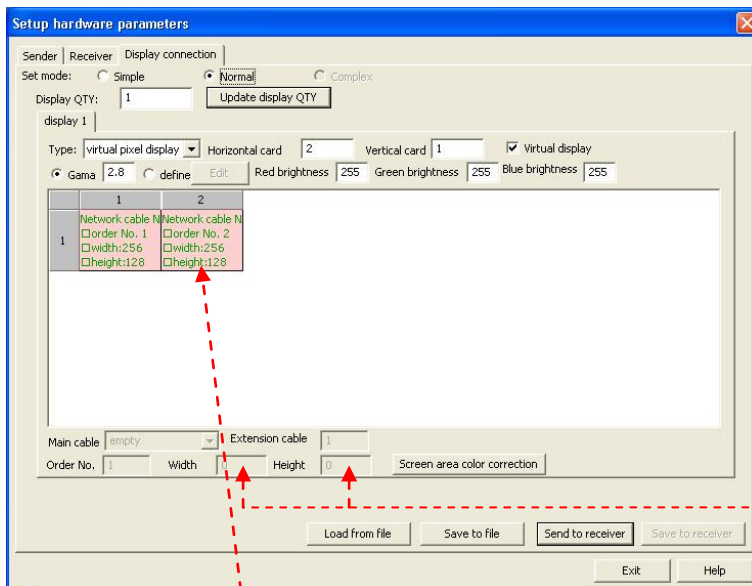 Setup hardware parameters
Sender Receiver Display connection
Set mode: Simple Normal Complex
Display QTY: 1 Update display QTY
display 1
Type: virtual pixel display Horizontal card 2 Vertical card 1 Virtual display
Gama 2.8 define Edit Red brightness 255 Green brightness 255 Blue brightness 255
1 2
Network cable N Network cable N
1 order No. 1 order No. 2
width:256 width:256
height:128 height:128
Main cable empty Extension cable 1
Order No. 1 Width 0 Height 0 Screen area color correction
Load from file Save to file Send to receiver Save to receiver
Exit Help